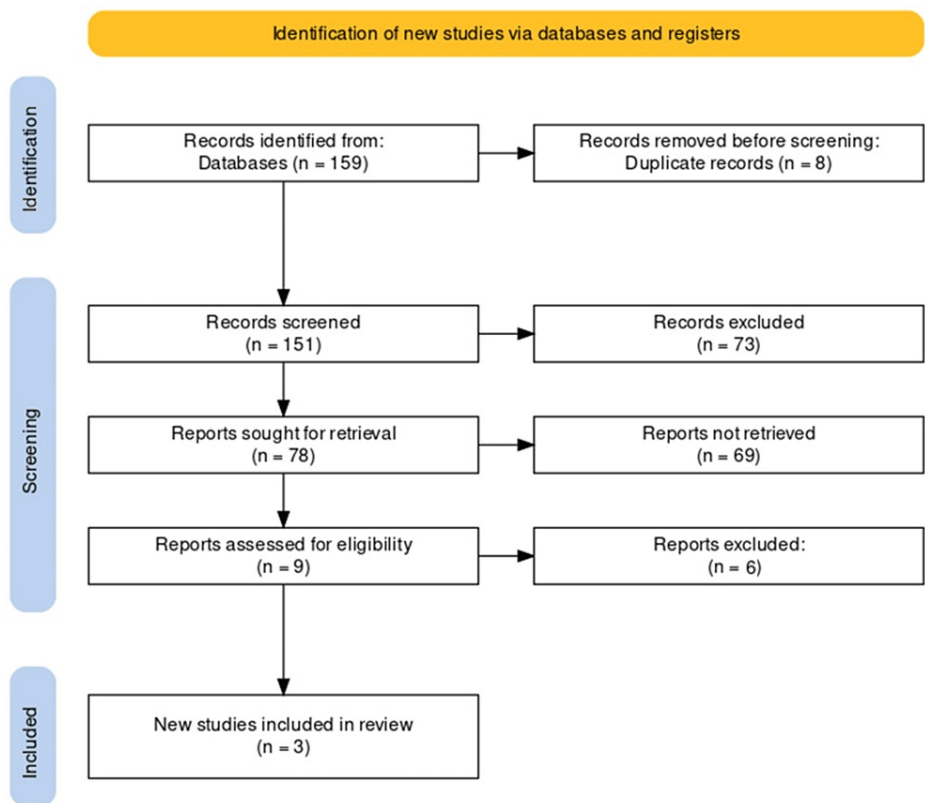 Identification of new studies via databases and registers
Identification
Records identified from:
Databases (n = 159)
Records removed before screening:
Duplicate records (n = 8)
Screening
Records screened
(n = 151)
Records excluded
(n = 73)
Reports sought for retrieval
(n = 78)
Reports not retrieved
(n = 69)
Reports assessed for eligibility
(n = 9)
Reports excluded:
(n = 6)
Included
New studies included in review
(n = 3)